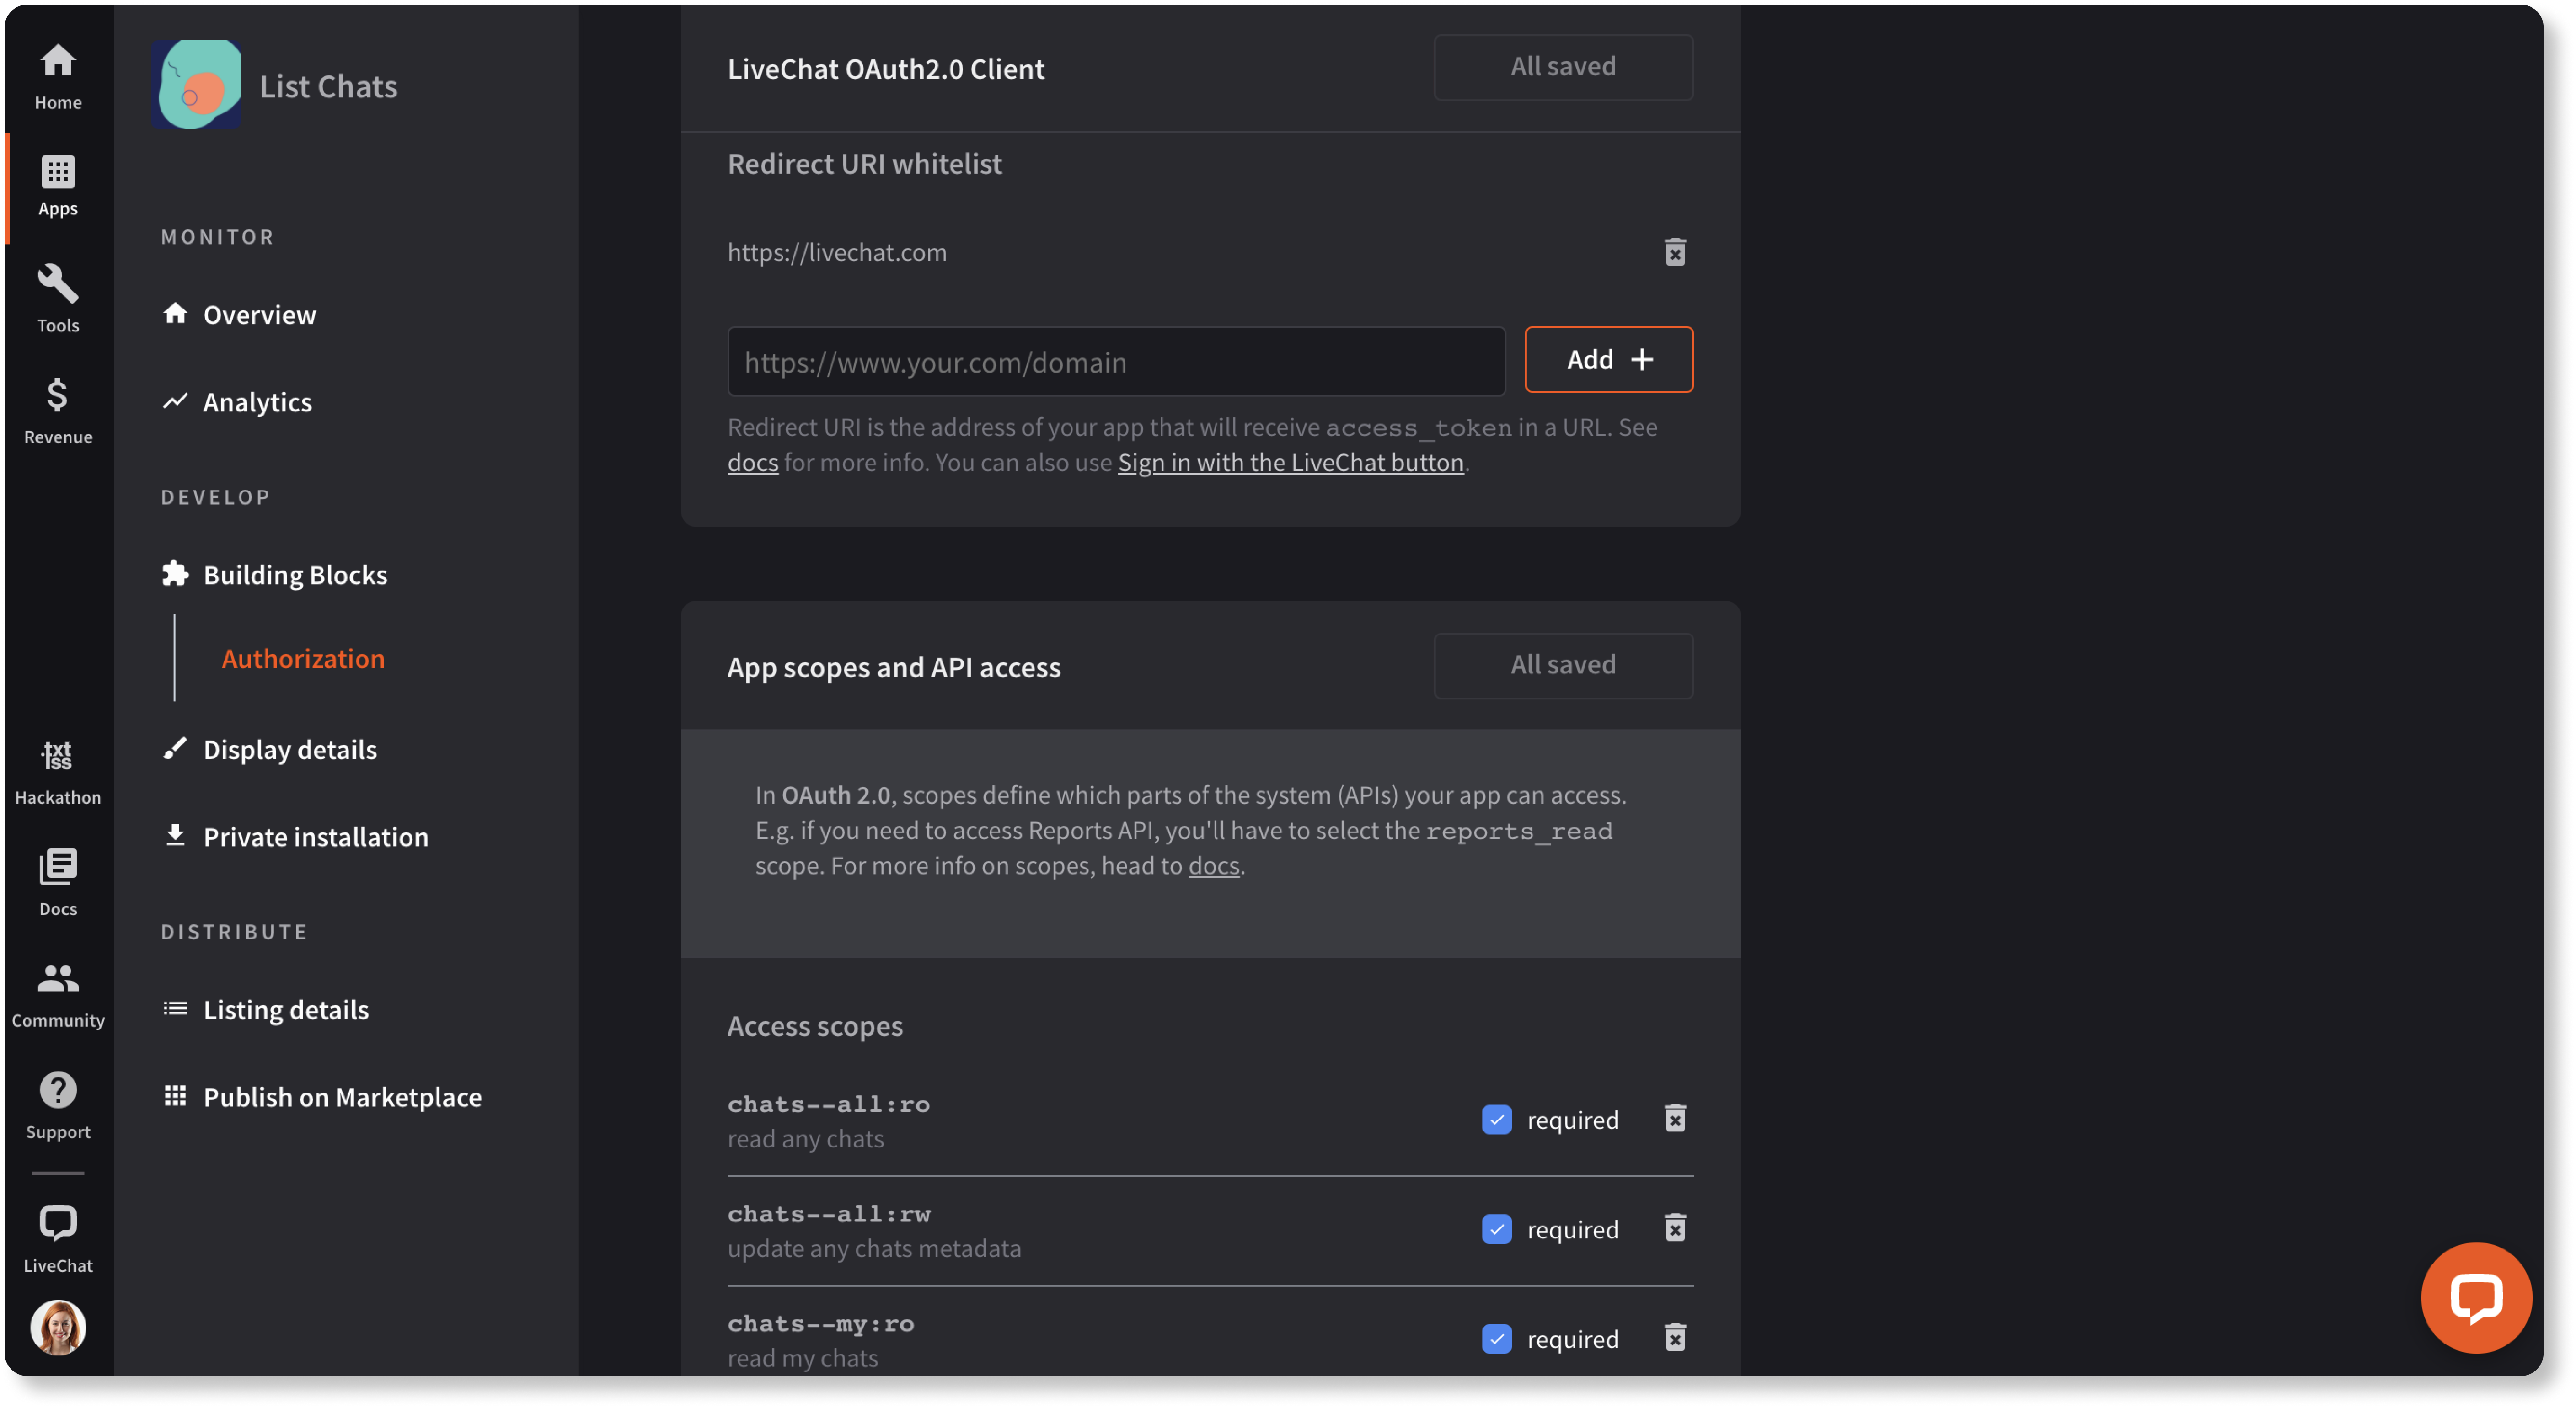 Home
Apps
Tools
Revenue
.txt
lss
Hackathon
Docs
Community
Support
LiveChat
List Chats
MONITOR
Overview
Analytics
DEVELOP
Building Blocks
Authorization
Display details
Private installation
DISTRIBUTE
Listing details
Publish on Marketplace
LiveChat OAuth2.0 Client
All saved
Redirect URI whitelist
https://livechat.com
https://www.your.com/domain
Add
Redirect URI is the address of your app that will receive access_token in a URL. See
docs for more info. You can also use Sign in with the LiveChat button.
App scopes and API access
All saved
In OAuth 2.0, scopes define which parts of the system (APIs) your app can access.
E.g. if you need to access Reports API, you'll have to select the reports_read
scope. For more info on scopes, head to docs.
Access scopes
chats--all:ro
read any chats
required
chats--all:rw
update any chats metadata
required
chats--my:ro
read my chats
required